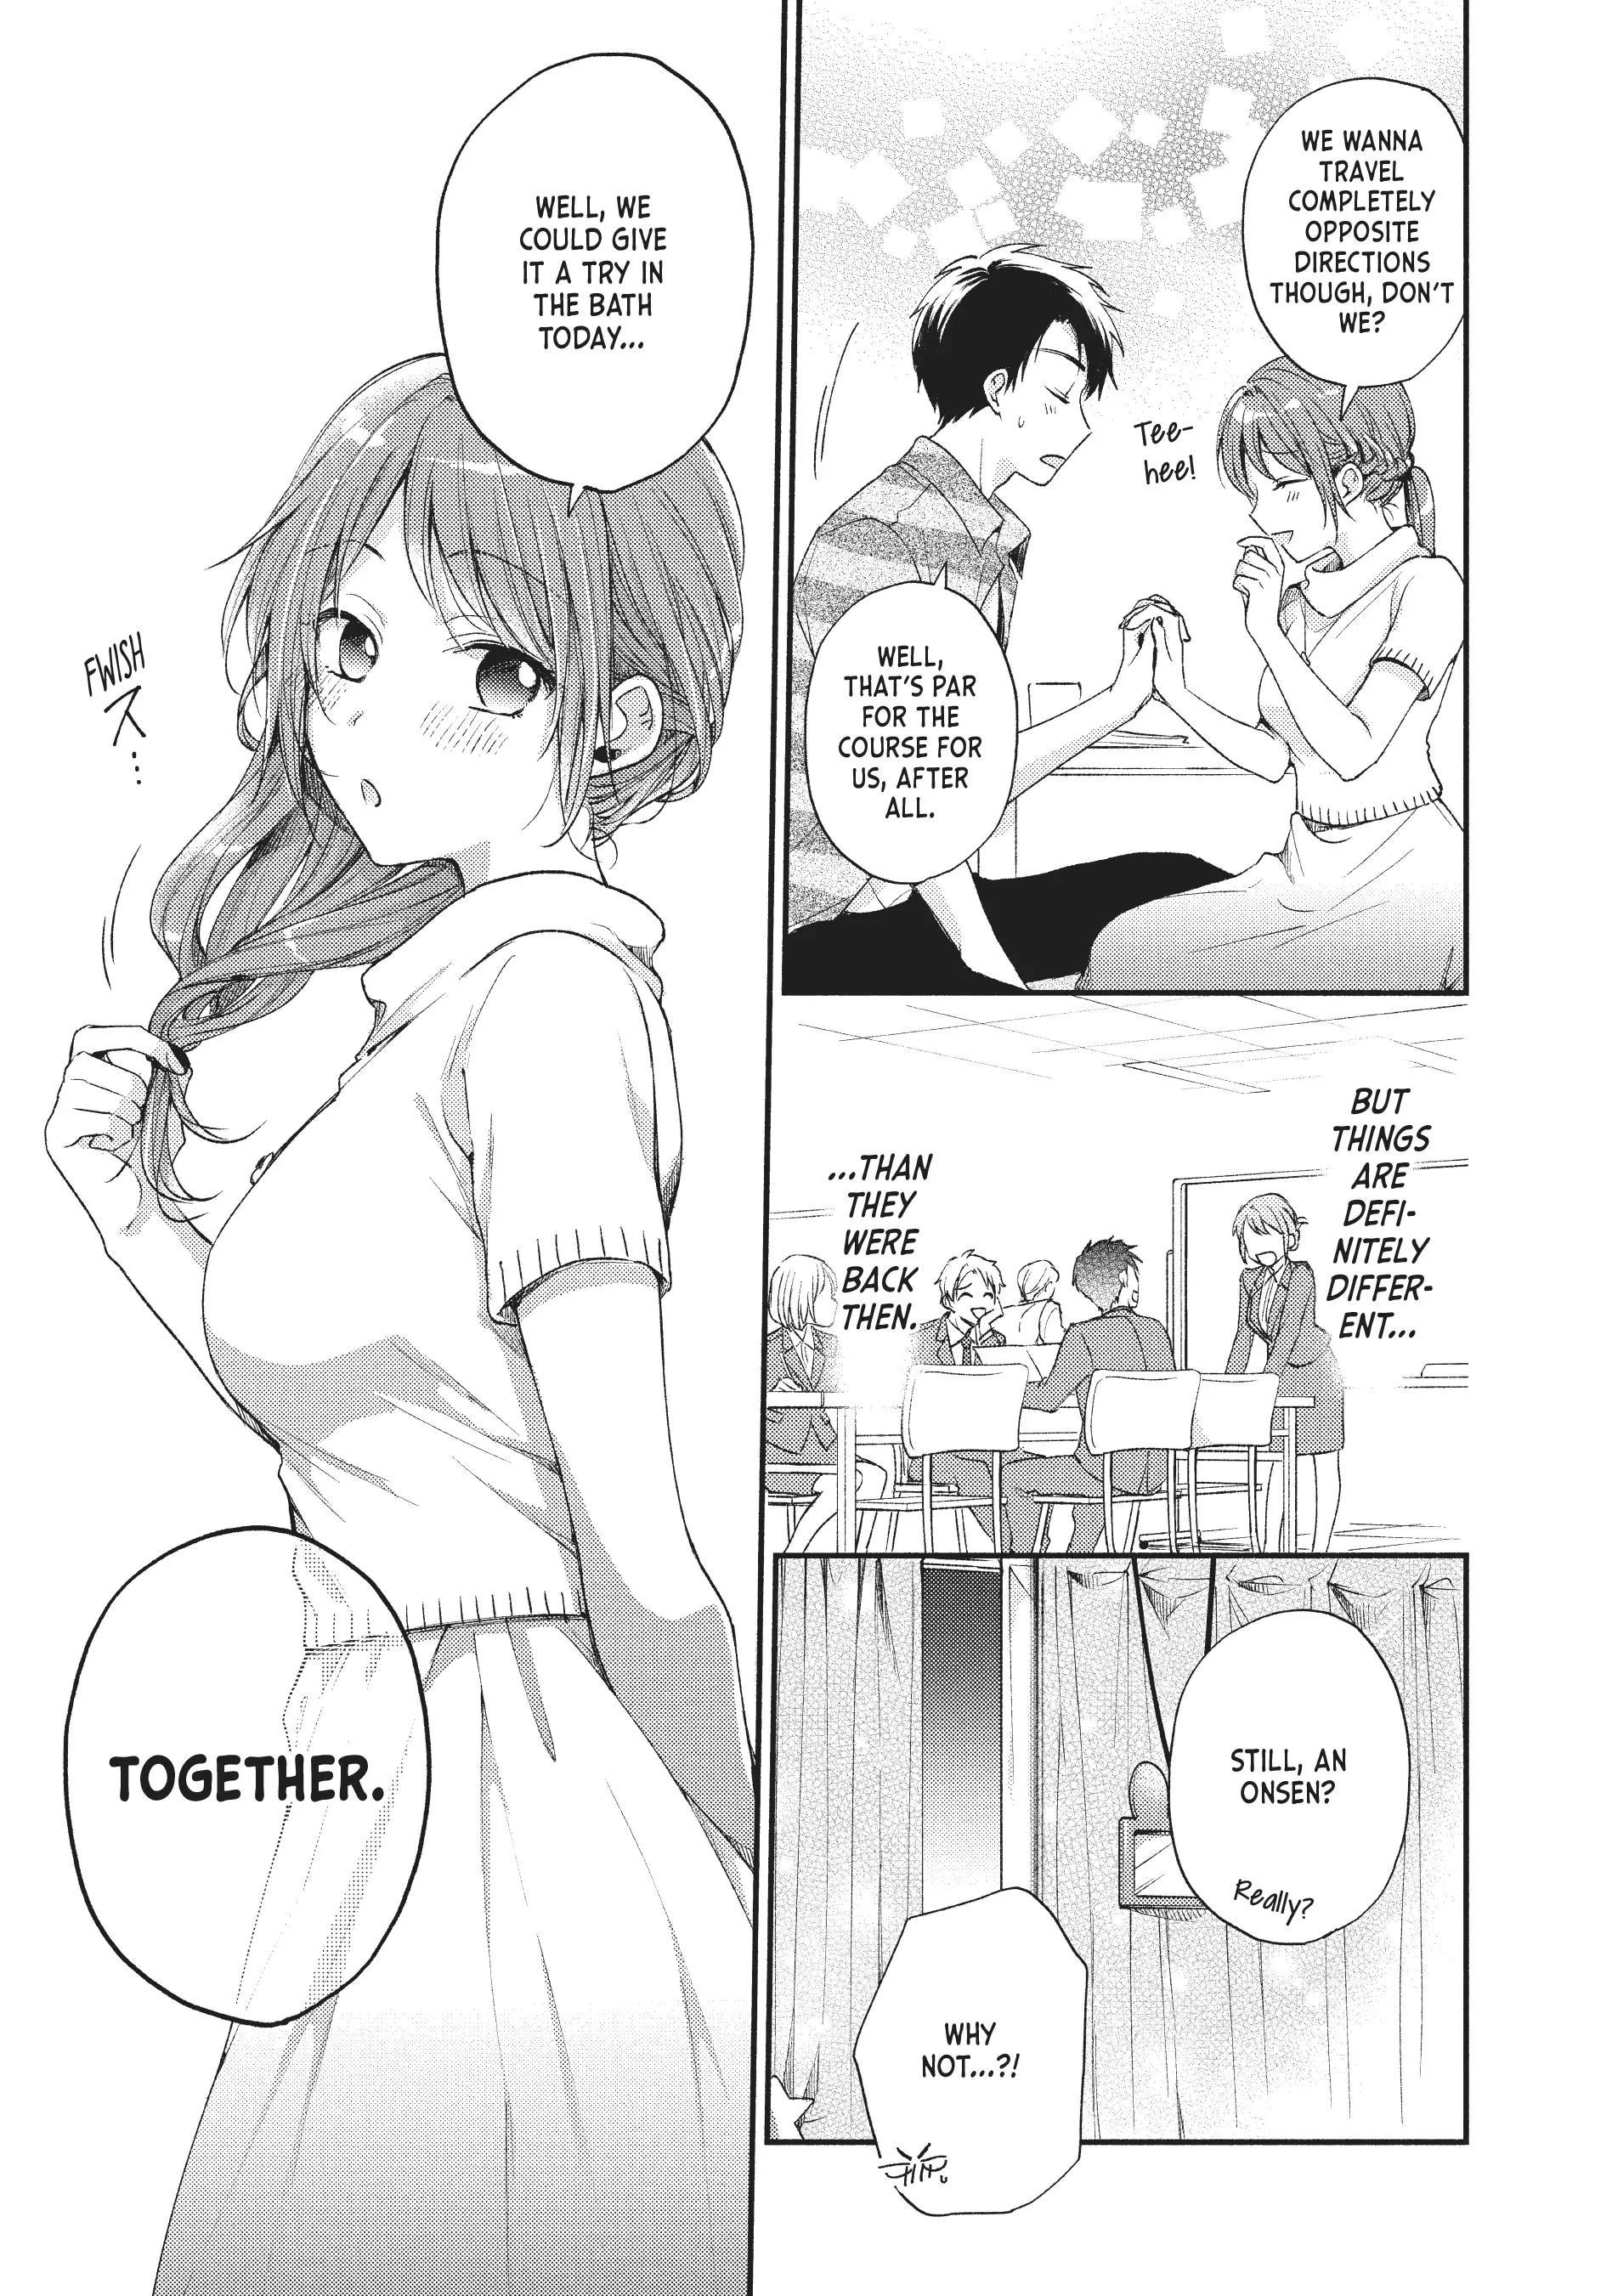 WE WANNA
TRAVEL
COMPLETELY
OPPOSITE
DIRECTIONS
THOUGH, DON'T
WE?
Tee-
hee!
WELL,
THAT'S PAR
FOR THE
COURSE FOR
US, AFTER
ALL.
BUT
THINGS
ARE
DEFI-
NITELY
DIFFER-
ENT...
...THAN
THEY
WERE
BACK
THEN.
STILL, AN
ONSEN?
Really?
WHY
NOT...?!
WELL, WE
COULD GIVE
IT A TRY IN
THE BATH
TODAY...
FWISH
ス…
TOGETHER.